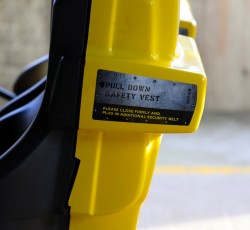 PULL DOWN
SAFETY VEST
PLEASE CLOSE FIRMLY AND
PLUG IN ADDITIONAL SECURITY BELT